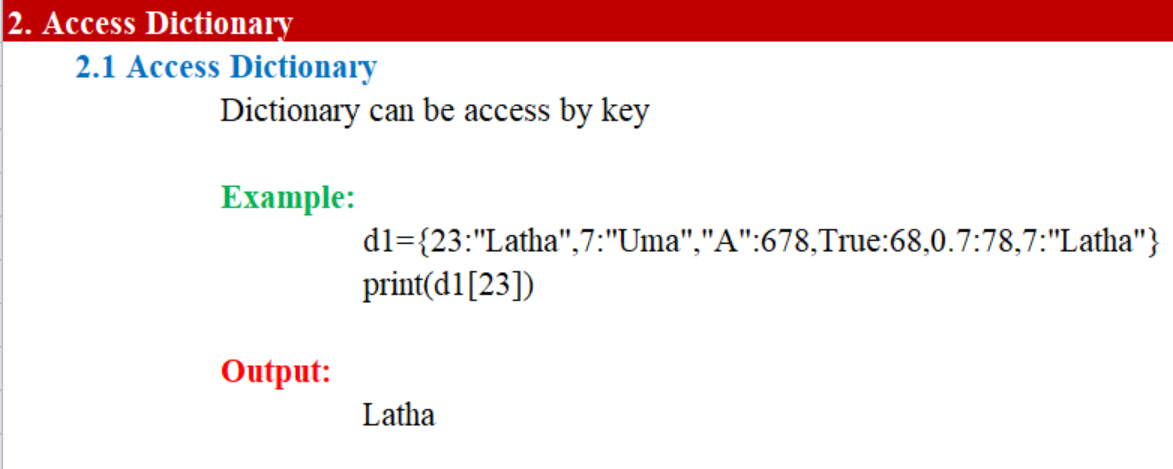 2. Access Dictionary
2.1 Access Dictionary
Dictionary can be access by key
Example:
d1={23:"Latha",7:"Uma","A":678,True:68,0.7:78,7:"Latha"}
print(d1[23])
Output:
Latha